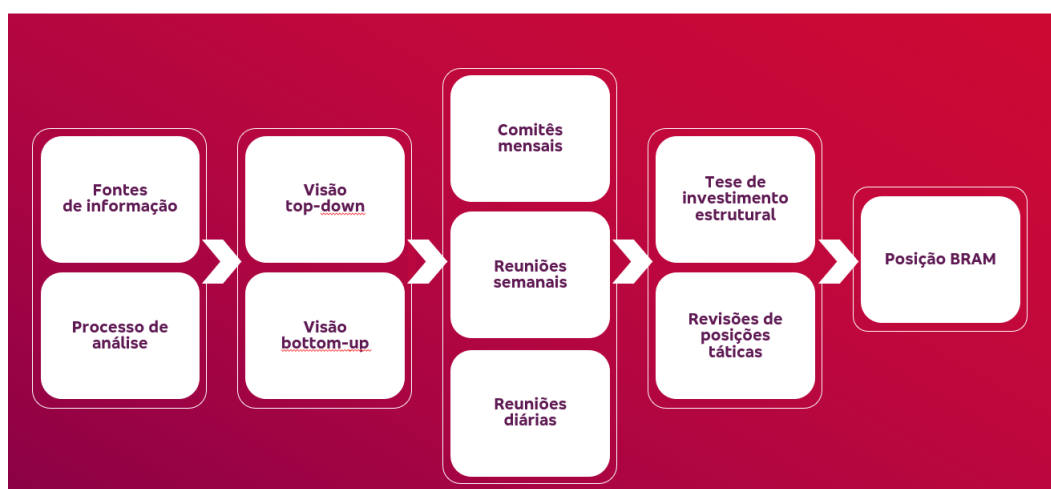 Fontes
de informação
Processo de
análise
Visão
top-down
Visão
bottom-up
Comitês
mensais
Reuniões
semanais
Reuniões
diárias
Tese de
investimento
estrutural
Revisões de
posições
táticas
Posição BRAM